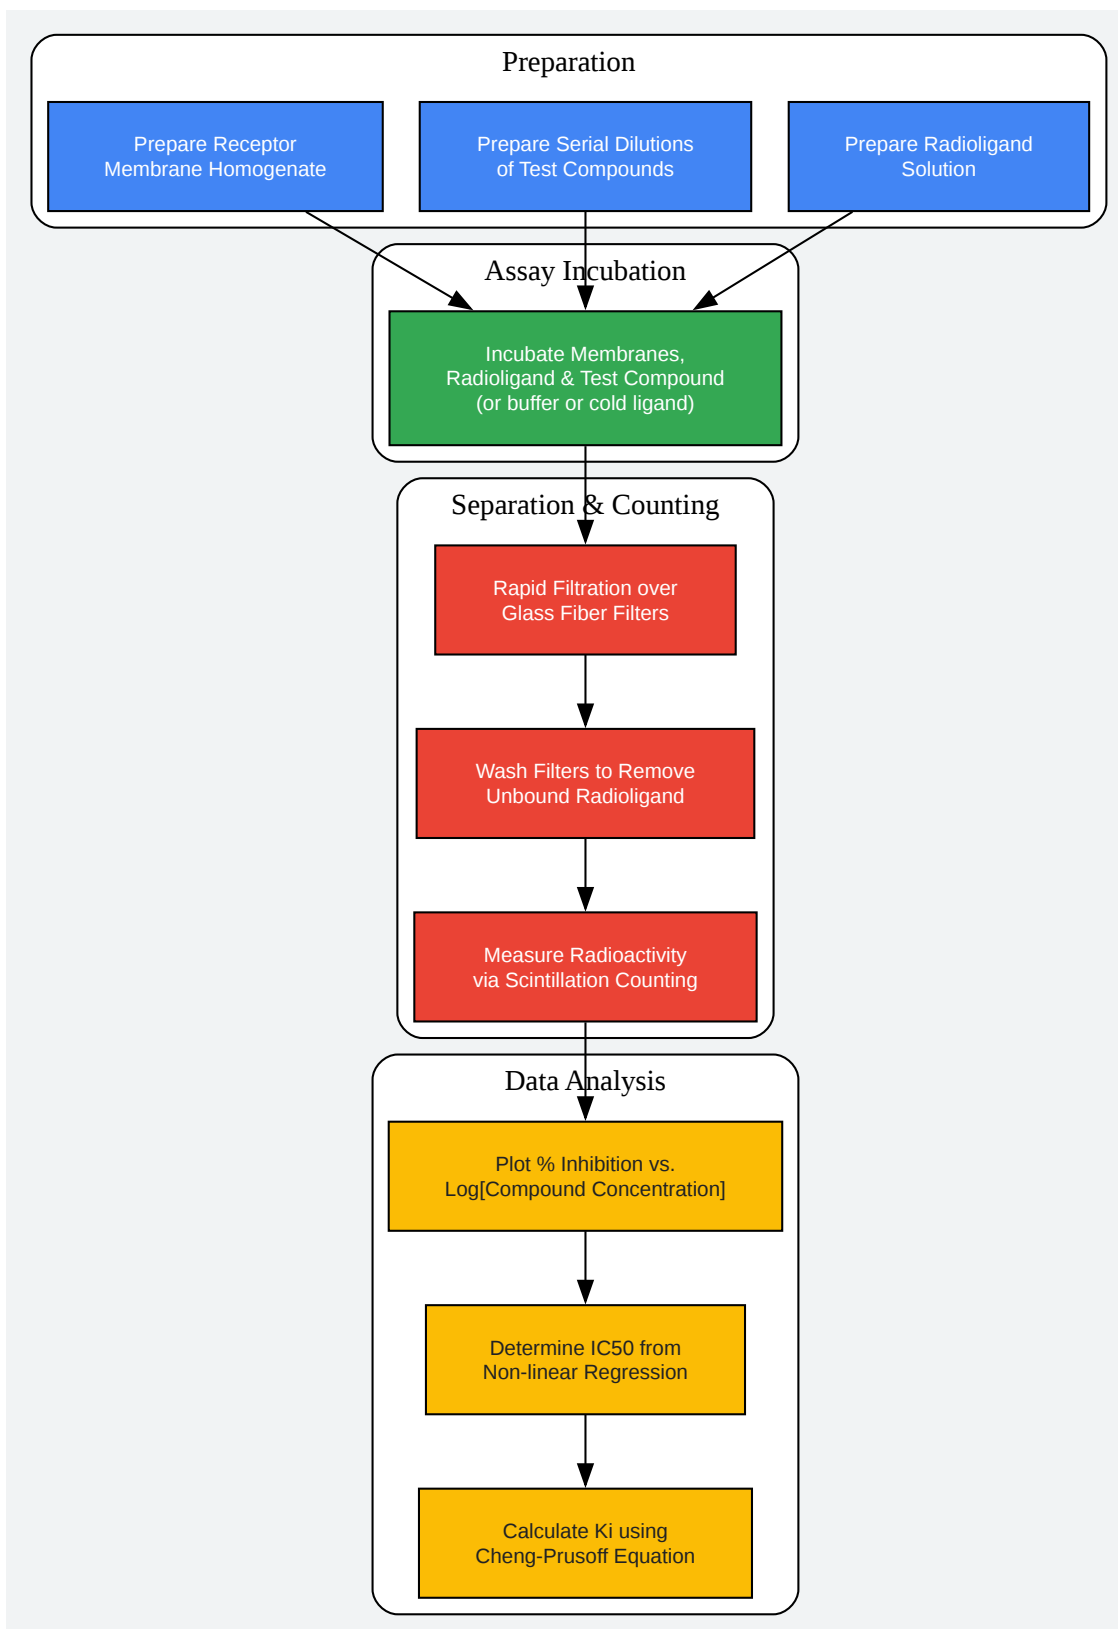 Preparation
Prepare Receptor
Membrane Homogenate
Prepare Serial Dilutions
of Test Compounds
Prepare Radioligand
Solution
Assay Incubation
Incubate Membranes,
Radioligand & Test Compound
(or buffer or cold ligand)
Separation & Counting
Rapid Filtration over
Glass Fiber Filters
Wash Filters to Remove
Unbound Radioligand
Measure Radioactivity
via Scintillation Counting
Data Analysis
Plot % Inhibition vs.
Log[Compound Concentration]
Determine IC50 from
Non-linear Regression
Calculate Ki using
Cheng-Prusoff Equation